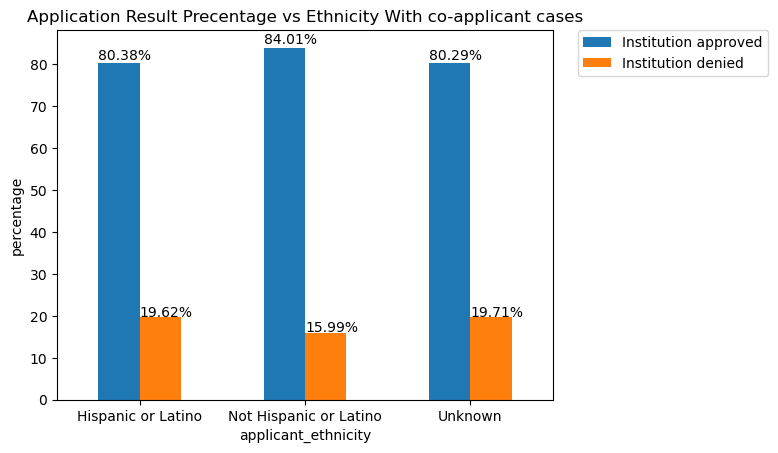 Application Result Precentage vs Ethnicity With co-applicant cases
Institution approved
Institution denied
80.38%
84.01%
80.29%
19.62%
15.99%
19.71%
percentage
80
70
60
50
40
30
20
10
0
Hispanic or Latino
Not Hispanic or Latino
Unknown
applicant_ethnicity